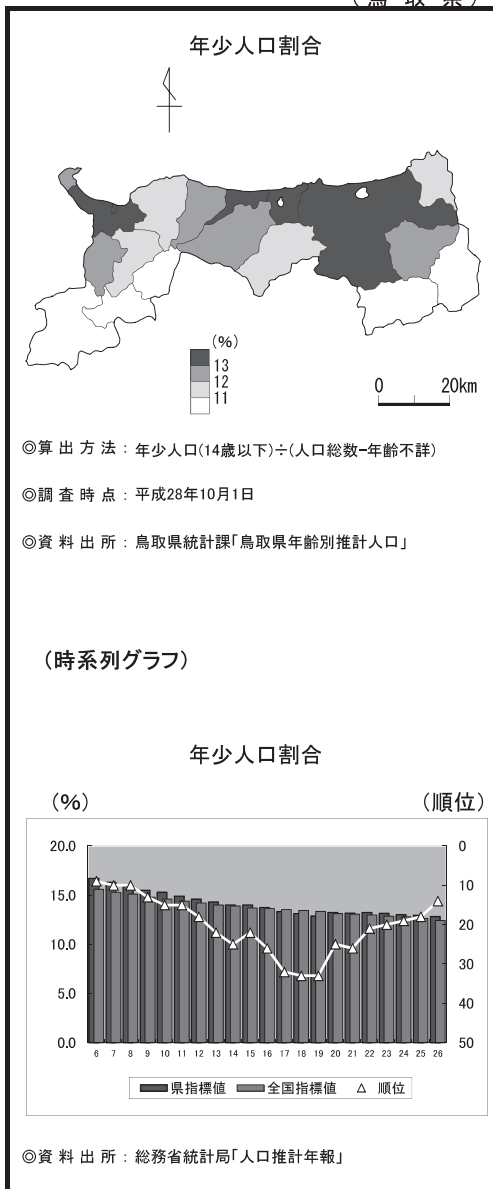 （鳥 取 県）
年少人口割合
(%)
13
12
11
0 20km
◎算 出 方 法 : 年少人口(14歳以下)÷(人口総数-年齢不詳)
◎調 査 時 点 : 平成28年10月1日
◎資 料 出 所 : 鳥取県統計課「鳥取県年齢別推計人口」
(時系列グラフ)
年少人口割合
(%) (順位)
20.0 0
15.0 10
20
10.0
30
5.0 40
0.0 50
6 7 8 9 10 11 12 13 14 15 16 17 18 19 20 21 22 23 24 25 26
県指標値 全国指標値 順位
◎資 料 出 所 : 総務省統計局「人口推計年報」